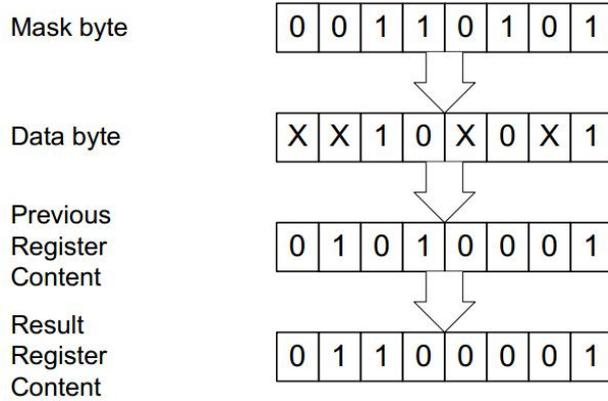 Mask byte 0 0 1 1 0 1 0 1
Data byte X X 1 0 X 0 X 1
Previous
Register 0 1 0 1 0 0 0 1
Content
Result
Register 0 1 1 0 0 0 0 1
Content